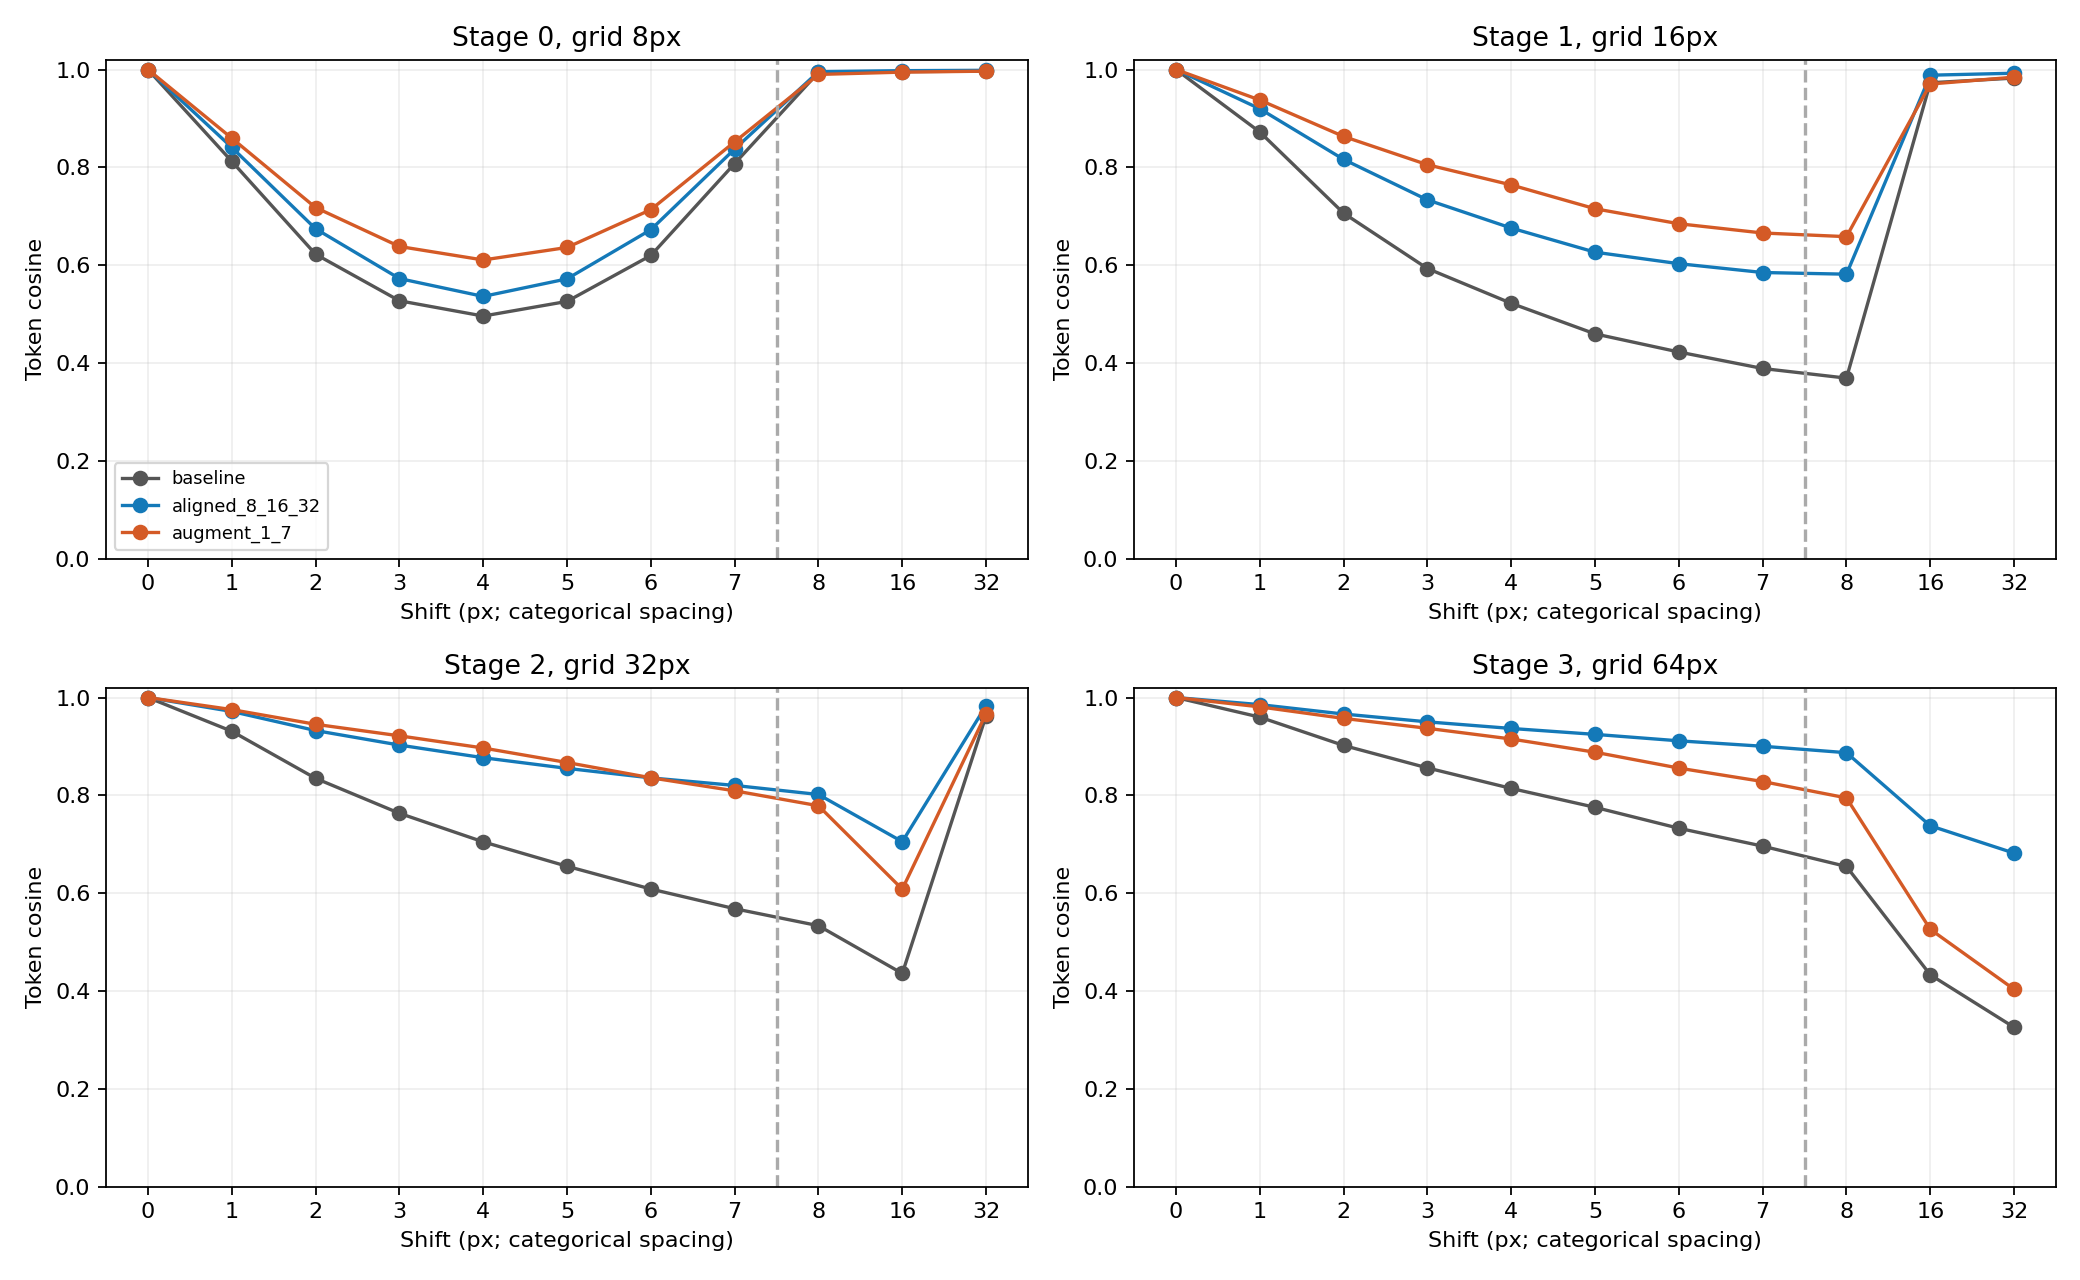 Stage 0, grid 8px
Token cosine
1.0
0.8
0.6
0.4
0.2
0.0
baseline
aligned_8_16_32
augment_1_7
0 1 2 3 4 5 6 7 8 16 32
Shift (px; categorical spacing)
Stage 1, grid 16px
Token cosine
1.0
0.8
0.6
0.4
0.2
0.0
0 1 2 3 4 5 6 7 8 16 32
Shift (px; categorical spacing)
Stage 2, grid 32px
Token cosine
1.0
0.8
0.6
0.4
0.2
0.0
0 1 2 3 4 5 6 7 8 16 32
Shift (px; categorical spacing)
Stage 3, grid 64px
Token cosine
1.0
0.8
0.6
0.4
0.2
0.0
0 1 2 3 4 5 6 7 8 16 32
Shift (px; categorical spacing)